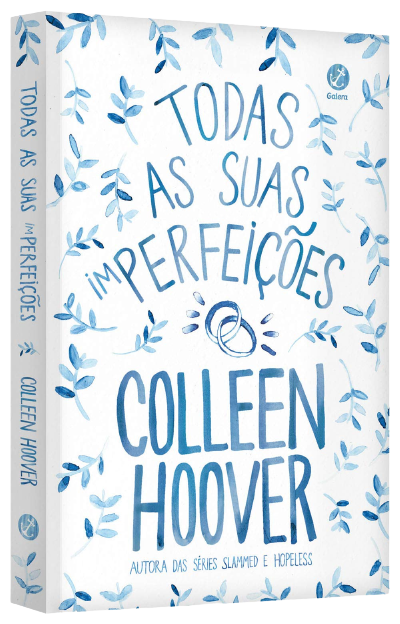 TODAS AS SUAS imPERFEIÇÕES
COLLEEN HOOVER
Galera
TODAS
AS SUAS
imPERFEIÇÕES
COLLEEN
HOOVER
AUTORA DAS SÉRIES SLAMMED E HOPELESS